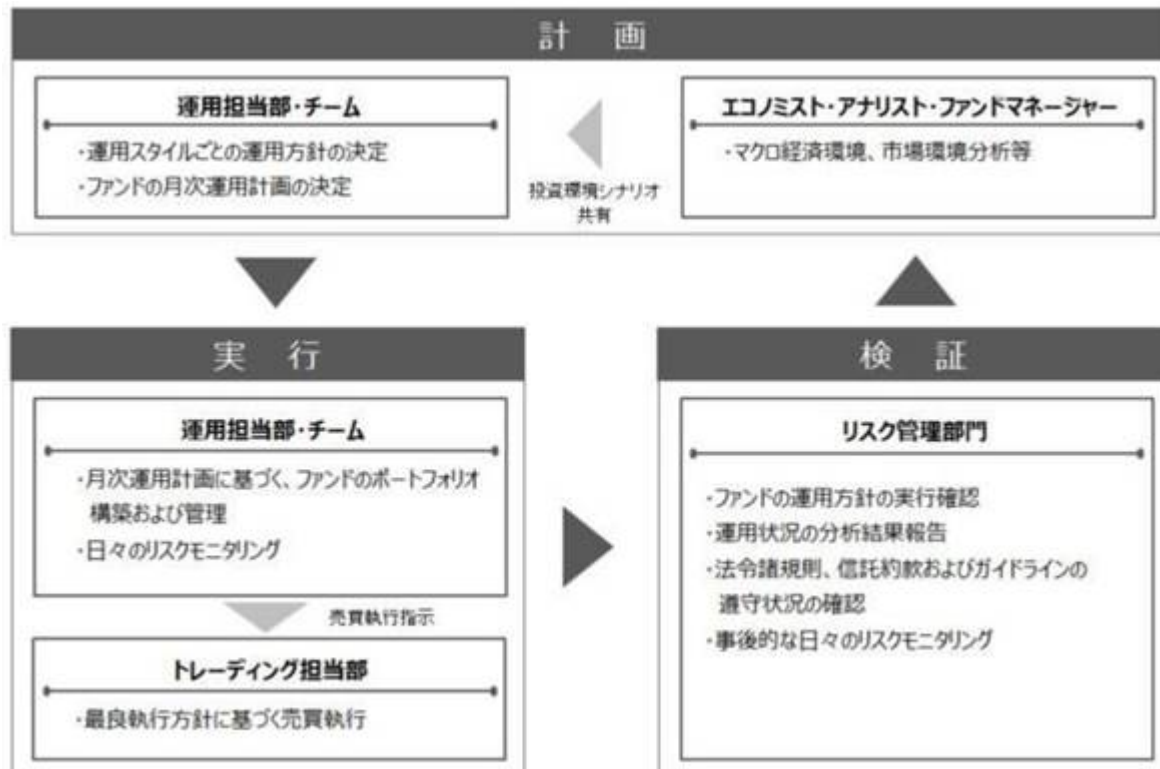 計 画
運用担当部・チーム
・運用スタイルごとの運用方針の決定
・ファンドの月次運用計画の決定
投資環境シナリオ
共有
エコノミスト・アナリスト・ファンドマネージャー
・マクロ経済環境、市場環境分析等
実 行
運用担当部・チーム
・月次運用計画に基づく、ファンドのポートフォリオ
構築および管理
・日々のリスクモニタリング
売買執行指示
トレーディング担当部
・最良執行方針に基づく売買執行
検 証
リスク管理部門
・ファンドの運用方針の実行確認
・運用状況の分析結果報告
・法令諸規則、信託約款およびガイドラインの
遵守状況の確認
・事後的な日々のリスクモニタリング